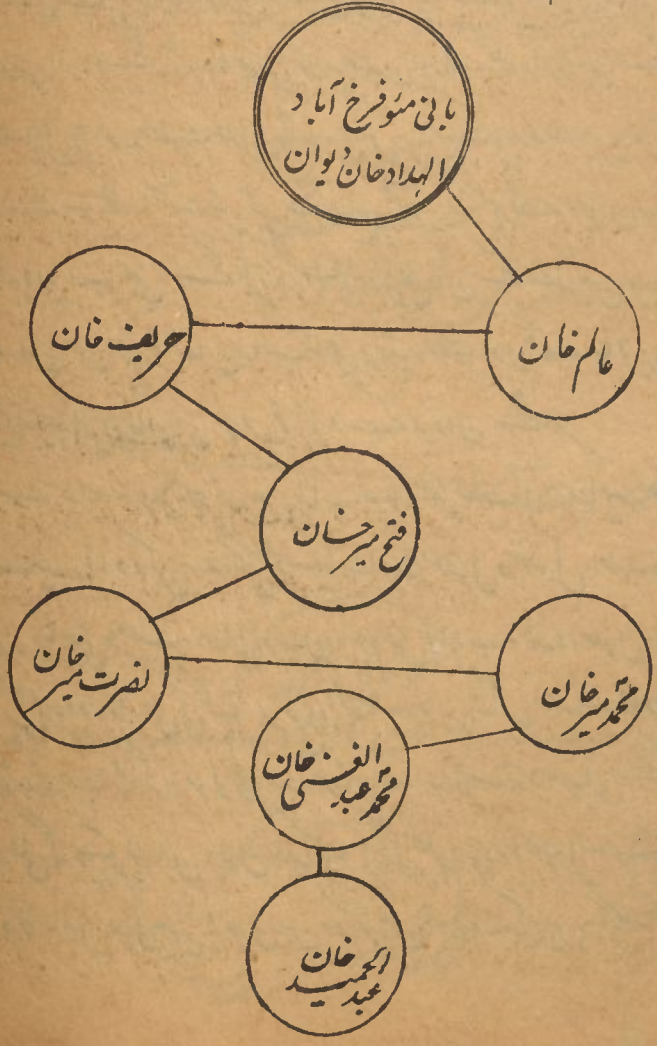 بانی مئو فرخ آباد
الہداد خان دیوان
عالم خان
حریف خان
فتح میر خان
نصرت میر خان
محمد میر خان
محمد عبد الغنی خان
عبد الحمید خان